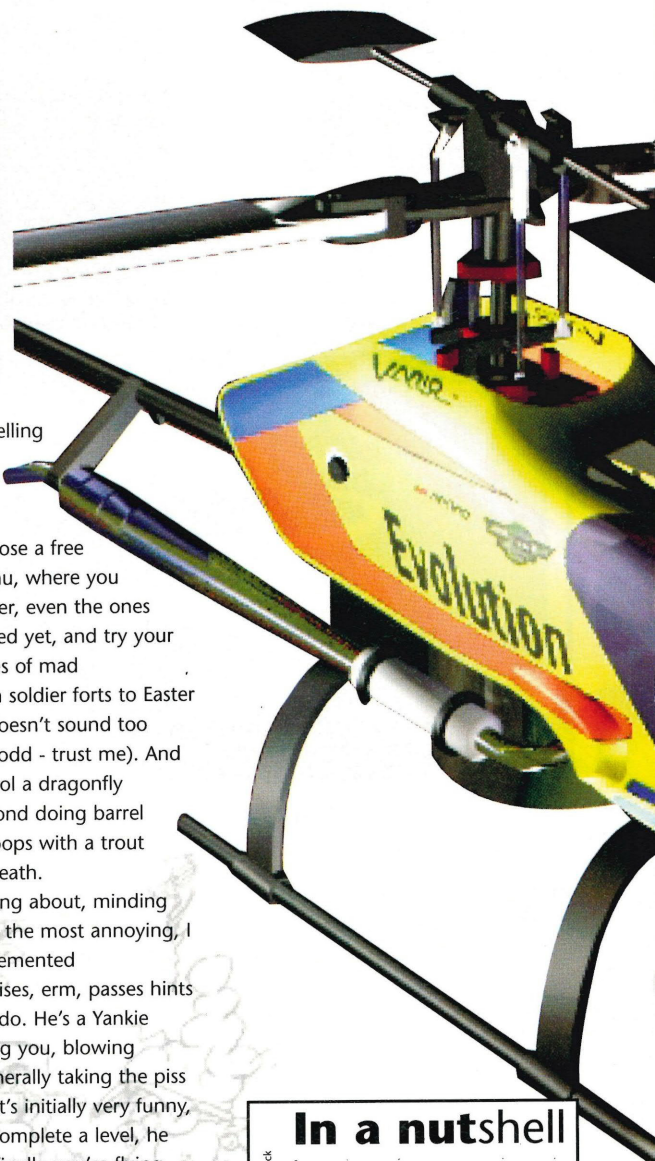 elling
ose a free
u, where you
er, even the ones
ed yet, and try your
es of mad
soldier forts to Easter
oesn't sound too
odd - trust me). And
ol a dragonfly
ond doing barrel
oops with a trout
eath.
ng about, minding
the most annoying, I
emented
ises, erm, passes hints
do. He's a Yankie
g you, blowing
nerally taking the piss
t's initially very funny,
omplete a level, he
Evolution
In a nutshell